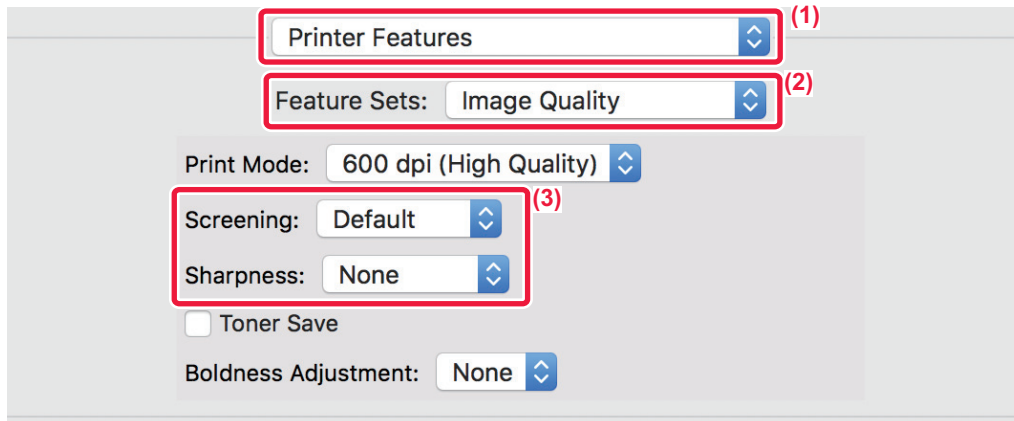 Printer Features (1)
Feature Sets: Image Quality (2)
Print Mode: 600 dpi (High Quality)
Screening: Default (3)
Sharpness: None
Toner Save
Boldness Adjustment: None